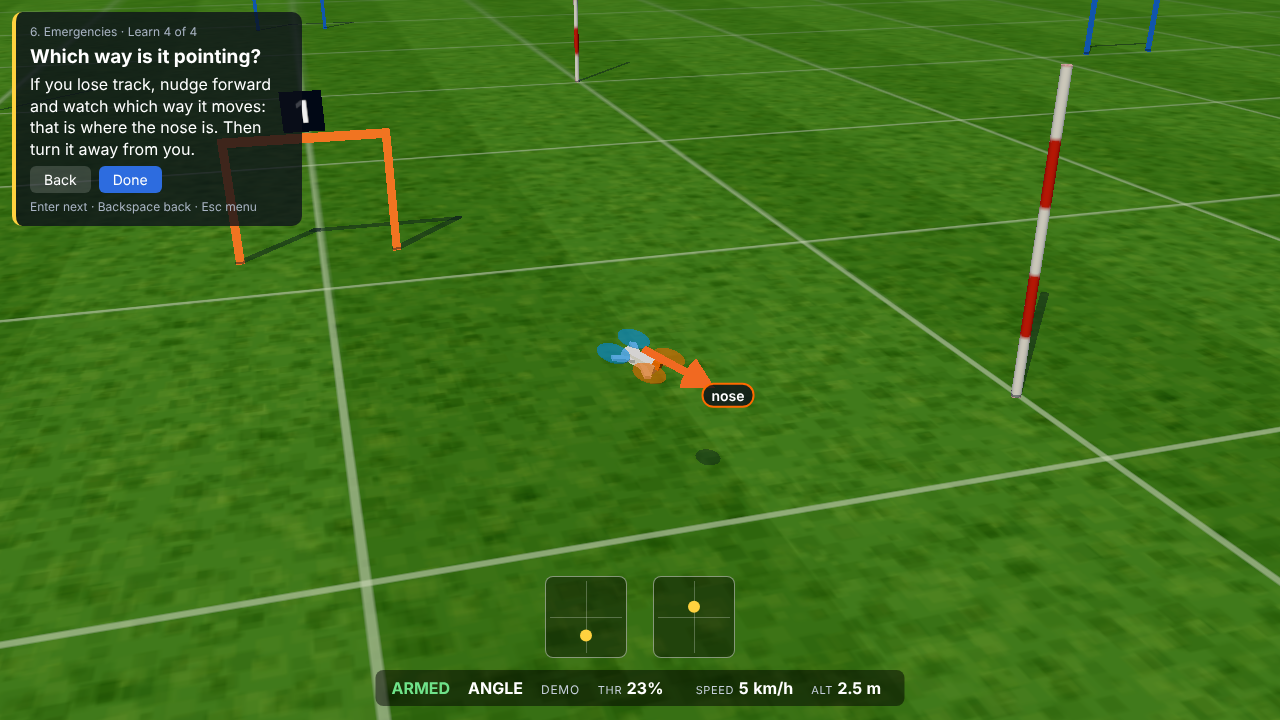 6. Emergencies · Learn 4 of 4
Which way is it pointing?
If you lose track, nudge forward
and watch which way it moves:
that is where the nose is. Then
turn it away from you.
Back Done
Enter next · Backspace back · Esc menu
1
nose
ARMED ANGLE DEMO THR 23% SPEED 5 km/h ALT 2.5 m